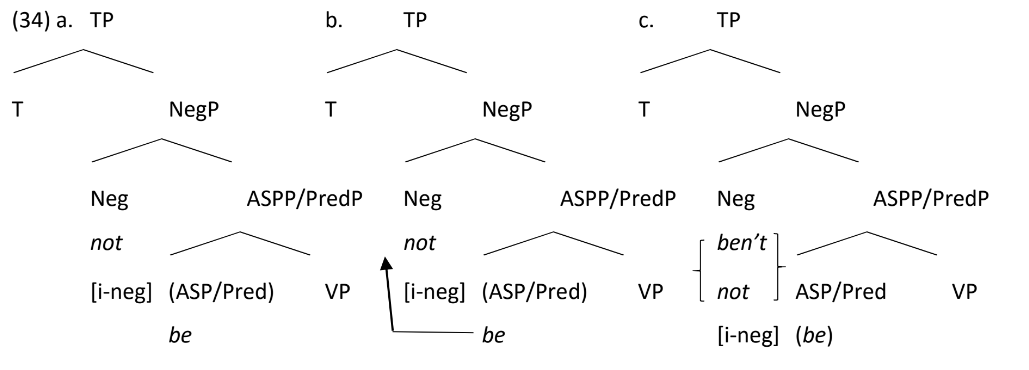 (34) a. TP b. TP c. TP
T NegP T NegP T NegP
Neg ASPP/PredP Neg ASPP/PredP Neg ASPP/PredP
not not ben't
[i-neg] (ASP/Pred) VP [i-neg] (ASP/Pred) VP not ASP/Pred VP
be be [i-neg] (be)